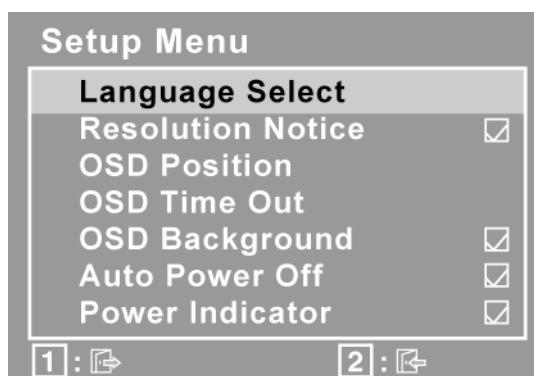 Setup Menu
Language Select
Resolution Notice
OSD Position
OSD Time Out
OSD Background
Auto Power Off
Power Indicator
1 : 2 :